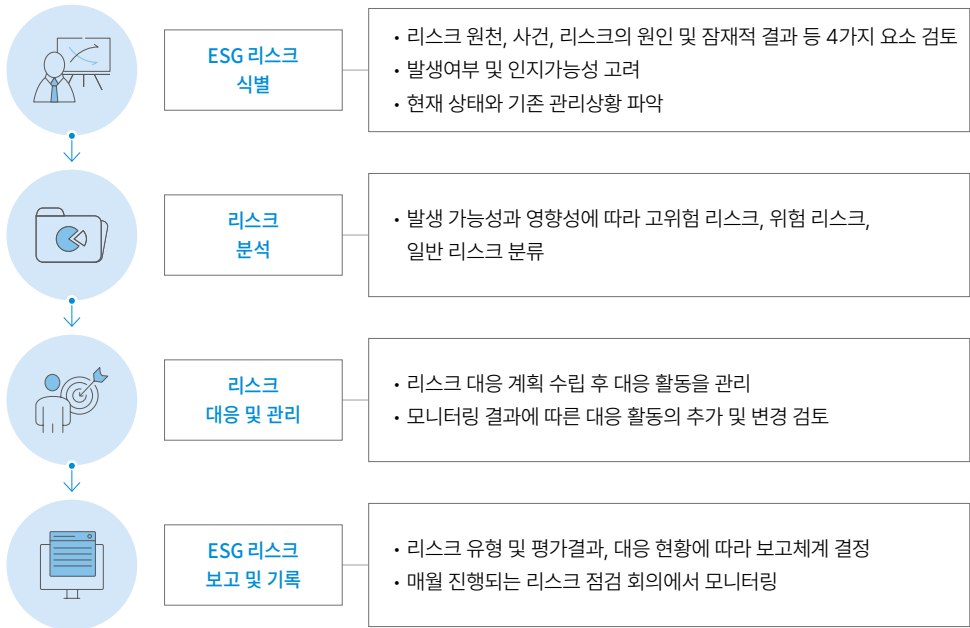 ESG 리스크
식별
• 리스크 원천, 사건, 리스크의 원인 및 잠재적 결과 등 4가지 요소 검토
• 발생여부 및 인지가능성 고려
• 현재 상태와 기존 관리상황 파악
리스크
분석
• 발생 가능성과 영향성에 따라 고위험 리스크, 위험 리스크,
일반 리스크 분류
리스크
대응 및 관리
• 리스크 대응 계획 수립 후 대응 활동을 관리
• 모니터링 결과에 따른 대응 활동의 추가 및 변경 검토
ESG 리스크
보고 및 기록
• 리스크 유형 및 평가결과, 대응 현황에 따라 보고체계 결정
• 매월 진행되는 리스크 점검 회의에서 모니터링